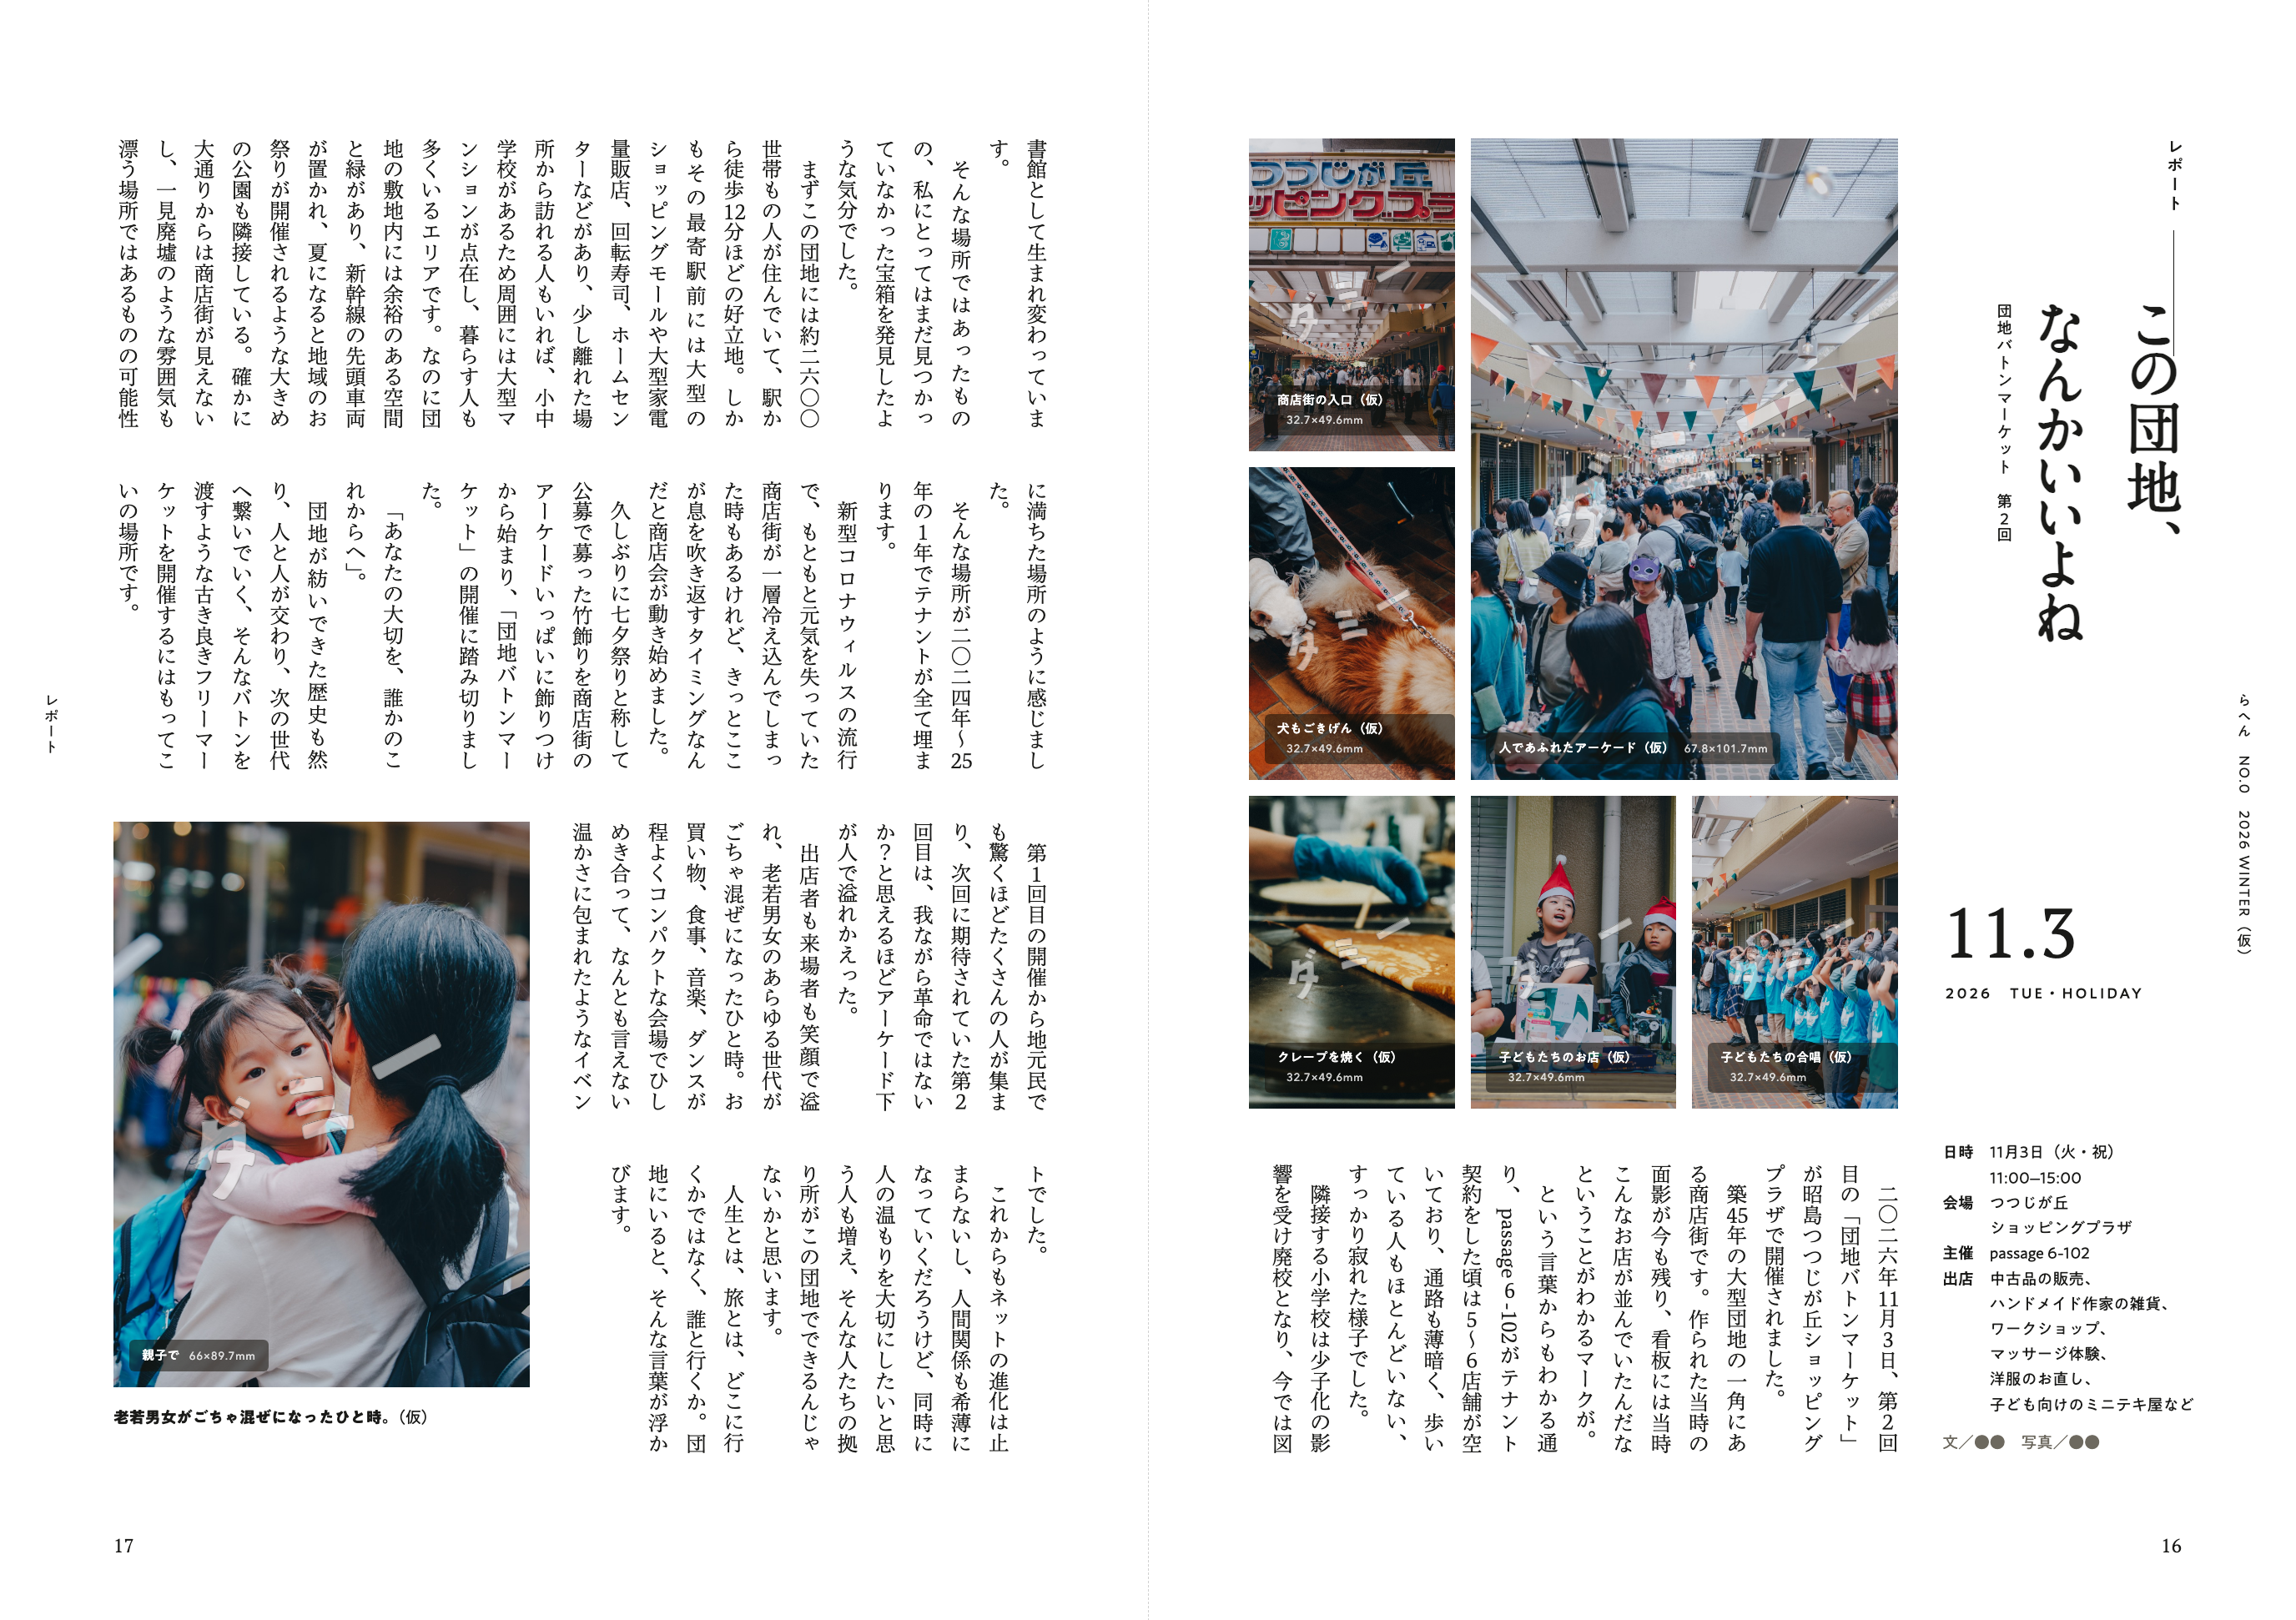 レポート
この団地、
なんかいいよね
団地バトンマーケット　第2回
らへん　NO.0　2026 WINTER（仮）
11.3
2026　TUE・HOLIDAY
日時　11月3日（火・祝）
11:00–15:00
会場　つつじが丘
ショッピングプラザ
主催　passage 6-102
出店　中古品の販売、
ハンドメイド作家の雑貨、
ワークショップ、
マッサージ体験、
洋服のお直し、
子ども向けのミニテキ屋など
文／●●　写真／●●
つつじが丘
ッピングプラ
ダミー
商店街の入口（仮）
32.7×49.6mm
ダミー
人であふれたアーケード（仮）　67.8×101.7mm
ダミー
犬もごきげん（仮）
32.7×49.6mm
ダミー
クレープを焼く（仮）
32.7×49.6mm
ダミー
子どもたちのお店（仮）
32.7×49.6mm
ダミー
子どもたちの合唱（仮）
32.7×49.6mm
二〇二六年11月3日、第2回
目の「団地バトンマーケット」
が昭島つつじが丘ショッピング
プラザで開催されました。
築45年の大型団地の一角にあ
る商店街です。作られた当時の
面影が今も残り、看板には当時
こんなお店が並んでいたんだな
ということがわかるマークが。
という言葉からもわかる通
り、passage 6-102がテナント
契約をした頃は5〜6店舗が空
いており、通路も薄暗く、歩い
ている人もほとんどいない、
すっかり寂れた様子でした。
隣接する小学校は少子化の影
響を受け廃校となり、今では図
16
書館として生まれ変わっていま
す。
そんな場所ではあったもの
の、私にとってはまだ見つかっ
ていなかった宝箱を発見したよ
うな気分でした。
まずこの団地には約二六〇〇
世帯もの人が住んでいて、駅か
ら徒歩12分ほどの好立地。しか
もその最寄駅前には大型の
ショッピングモールや大型家電
量販店、回転寿司、ホームセン
ターなどがあり、少し離れた場
所から訪れる人もいれば、小中
学校があるため周囲には大型マ
ンションが点在し、暮らす人も
多くいるエリアです。なのに団
地の敷地内には余裕のある空間
と緑があり、新幹線の先頭車両
が置かれ、夏になると地域のお
祭りが開催されるような大きめ
の公園も隣接している。確かに
大通りからは商店街が見えない
し、一見廃墟のような雰囲気も
漂う場所ではあるものの可能性
に満ちた場所のように感じまし
た。
そんな場所が二〇二四年〜25
年の1年でテナントが全て埋ま
ります。
新型コロナウィルスの流行
で、もともと元気を失っていた
商店街が一層冷え込んでしまっ
た時もあるけれど、きっとここ
が息を吹き返すタイミングなん
だと商店会が動き始めました。
久しぶりに七夕祭りと称して
公募で募った竹飾りを商店街の
アーケードいっぱいに飾りつけ
から始まり、「団地バトンマー
ケット」の開催に踏み切りまし
た。
「あなたの大切を、誰かのこ
れからへ」。
団地が紡いできた歴史も然
り、人と人が交わり、次の世代
へ繋いでいく、そんなバトンを
渡すような古き良きフリーマー
ケットを開催するにはもってこ
いの場所です。
第1回目の開催から地元民で
も驚くほどたくさんの人が集ま
り、次回に期待されていた第2
回目は、我ながら革命ではない
か？と思えるほどアーケード下
が人で溢れかえった。
出店者も来場者も笑顔で溢
れ、老若男女のあらゆる世代が
ごちゃ混ぜになったひと時。お
買い物、食事、音楽、ダンスが
程よくコンパクトな会場でひし
めき合って、なんとも言えない
温かさに包まれたようなイベン
トでした。
これからもネットの進化は止
まらないし、人間関係も希薄に
なっていくだろうけど、同時に
人の温もりを大切にしたいと思
う人も増え、そんな人たちの拠
り所がこの団地でできるんじゃ
ないかと思います。
人生とは、旅とは、どこに行
くかではなく、誰と行くか。団
地にいると、そんな言葉が浮か
びます。
ダミー
親子で　66×89.7mm
老若男女がごちゃ混ぜになったひと時。（仮）
レポート
17